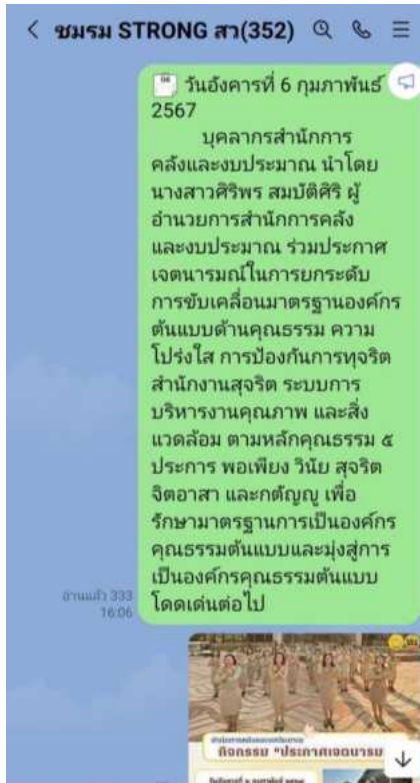 ชมรม STRONG สว(352)
06 วันอังคารที่ 6 กุมภาพันธ์
2567
บุคลากรสำนักการ
คลังและงบประมาณ นำโดย
นางสาวศิริพร สมบัติศิริ ผู้
อำนวยการสำนักการคลัง
และงบประมาณ ร่วมประกาศ
เจตนารมณ์ในการยกระดับ
การขับเคลื่อนมาตรฐานองค์กร
ต้นแบบด้านคุณธรรม ความ
โปร่งใส การป้องกันการทุจริต
สำนักงานสุจริต ระบบการ
บริหารงานคุณภาพ และสิ่ง
แวดล้อม ตามหลักคุณธรรม ๕
ประการ พอเพียง วินัย สุจริต
จิตอาสา และกตัญญู เพื่อ
รักษามาตรฐานการเป็นองค์กร
คุณธรรมต้นแบบและมุ่งสู่การ
เป็นองค์กรคุณธรรมต้นแบบ
โดดเด่นต่อไป
อ่านแล้ว 333
16:06
กิจกรรม "ประกาศเจตนารม